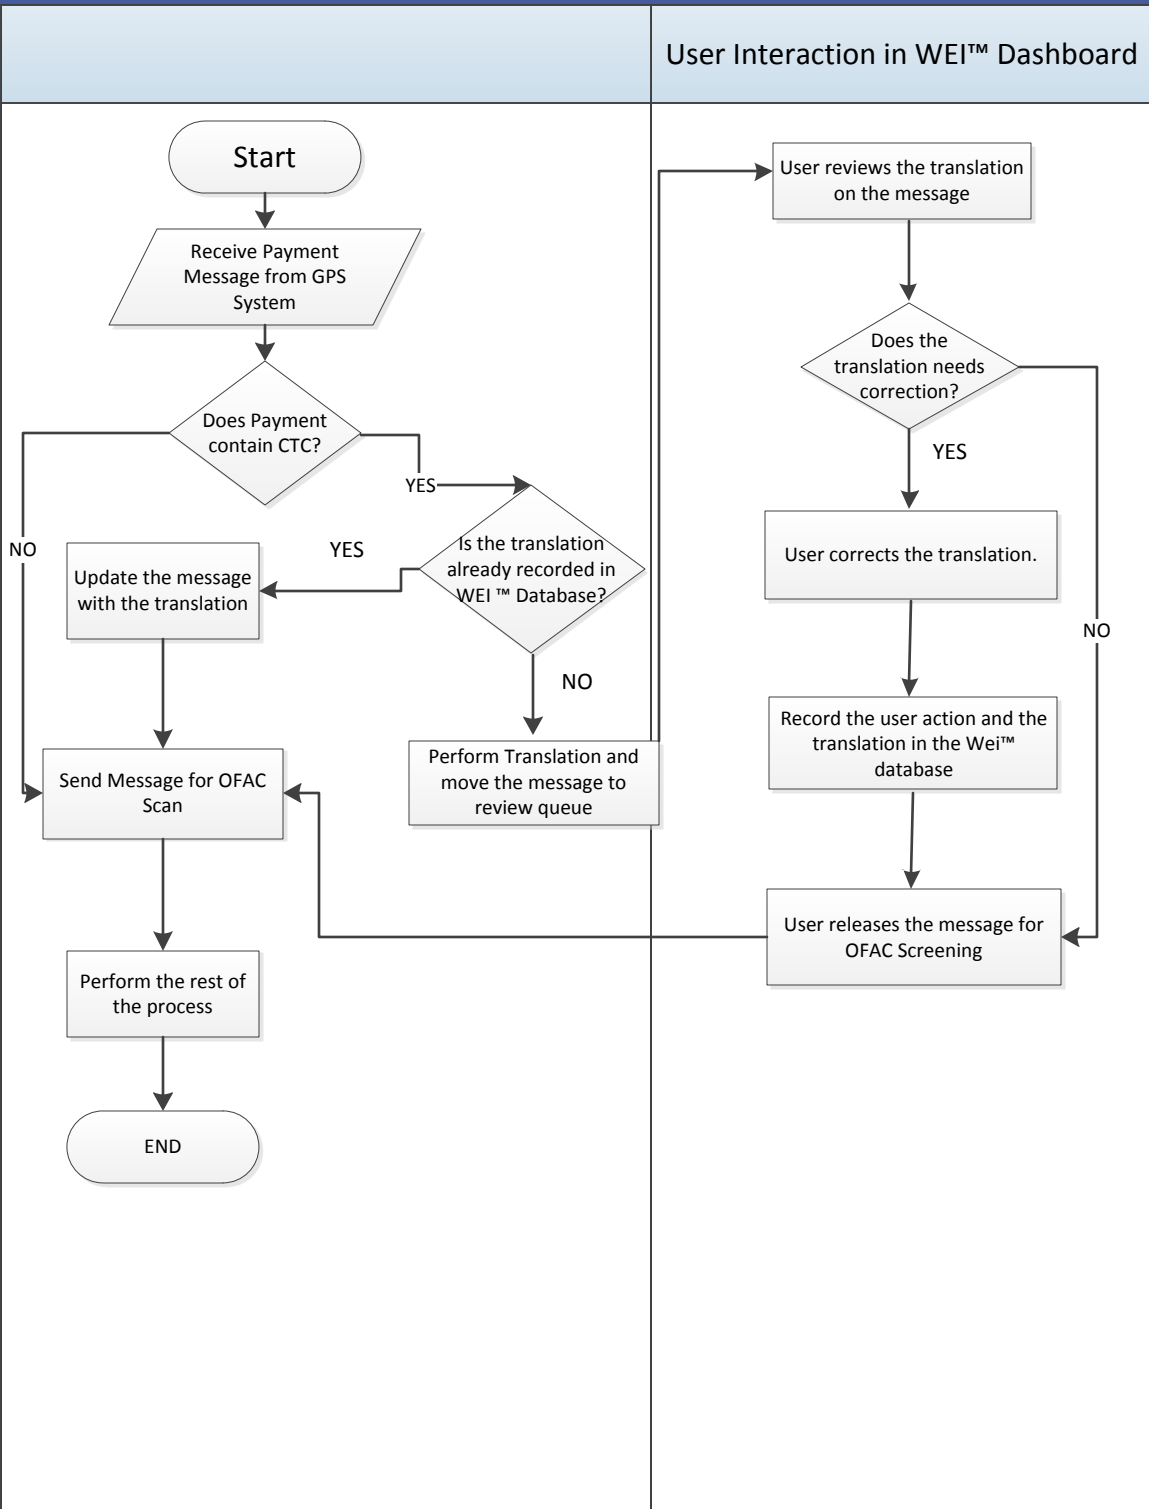 User Interaction in WEI™ Dashboard
Start
Receive Payment
Message from GPS
System
Does Payment
contain CTC?
YES
NO
Is the translation
already recorded in
WEI ™ Database?
YES
Update the message
with the translation
NO
Perform Translation and
move the message to
review queue
Send Message for OFAC
Scan
Perform the rest of
the process
END
User reviews the translation
on the message
Does the
translation needs
correction?
YES
User corrects the translation.
NO
Record the user action and the
translation in the Wei™
database
User releases the message for
OFAC Screening